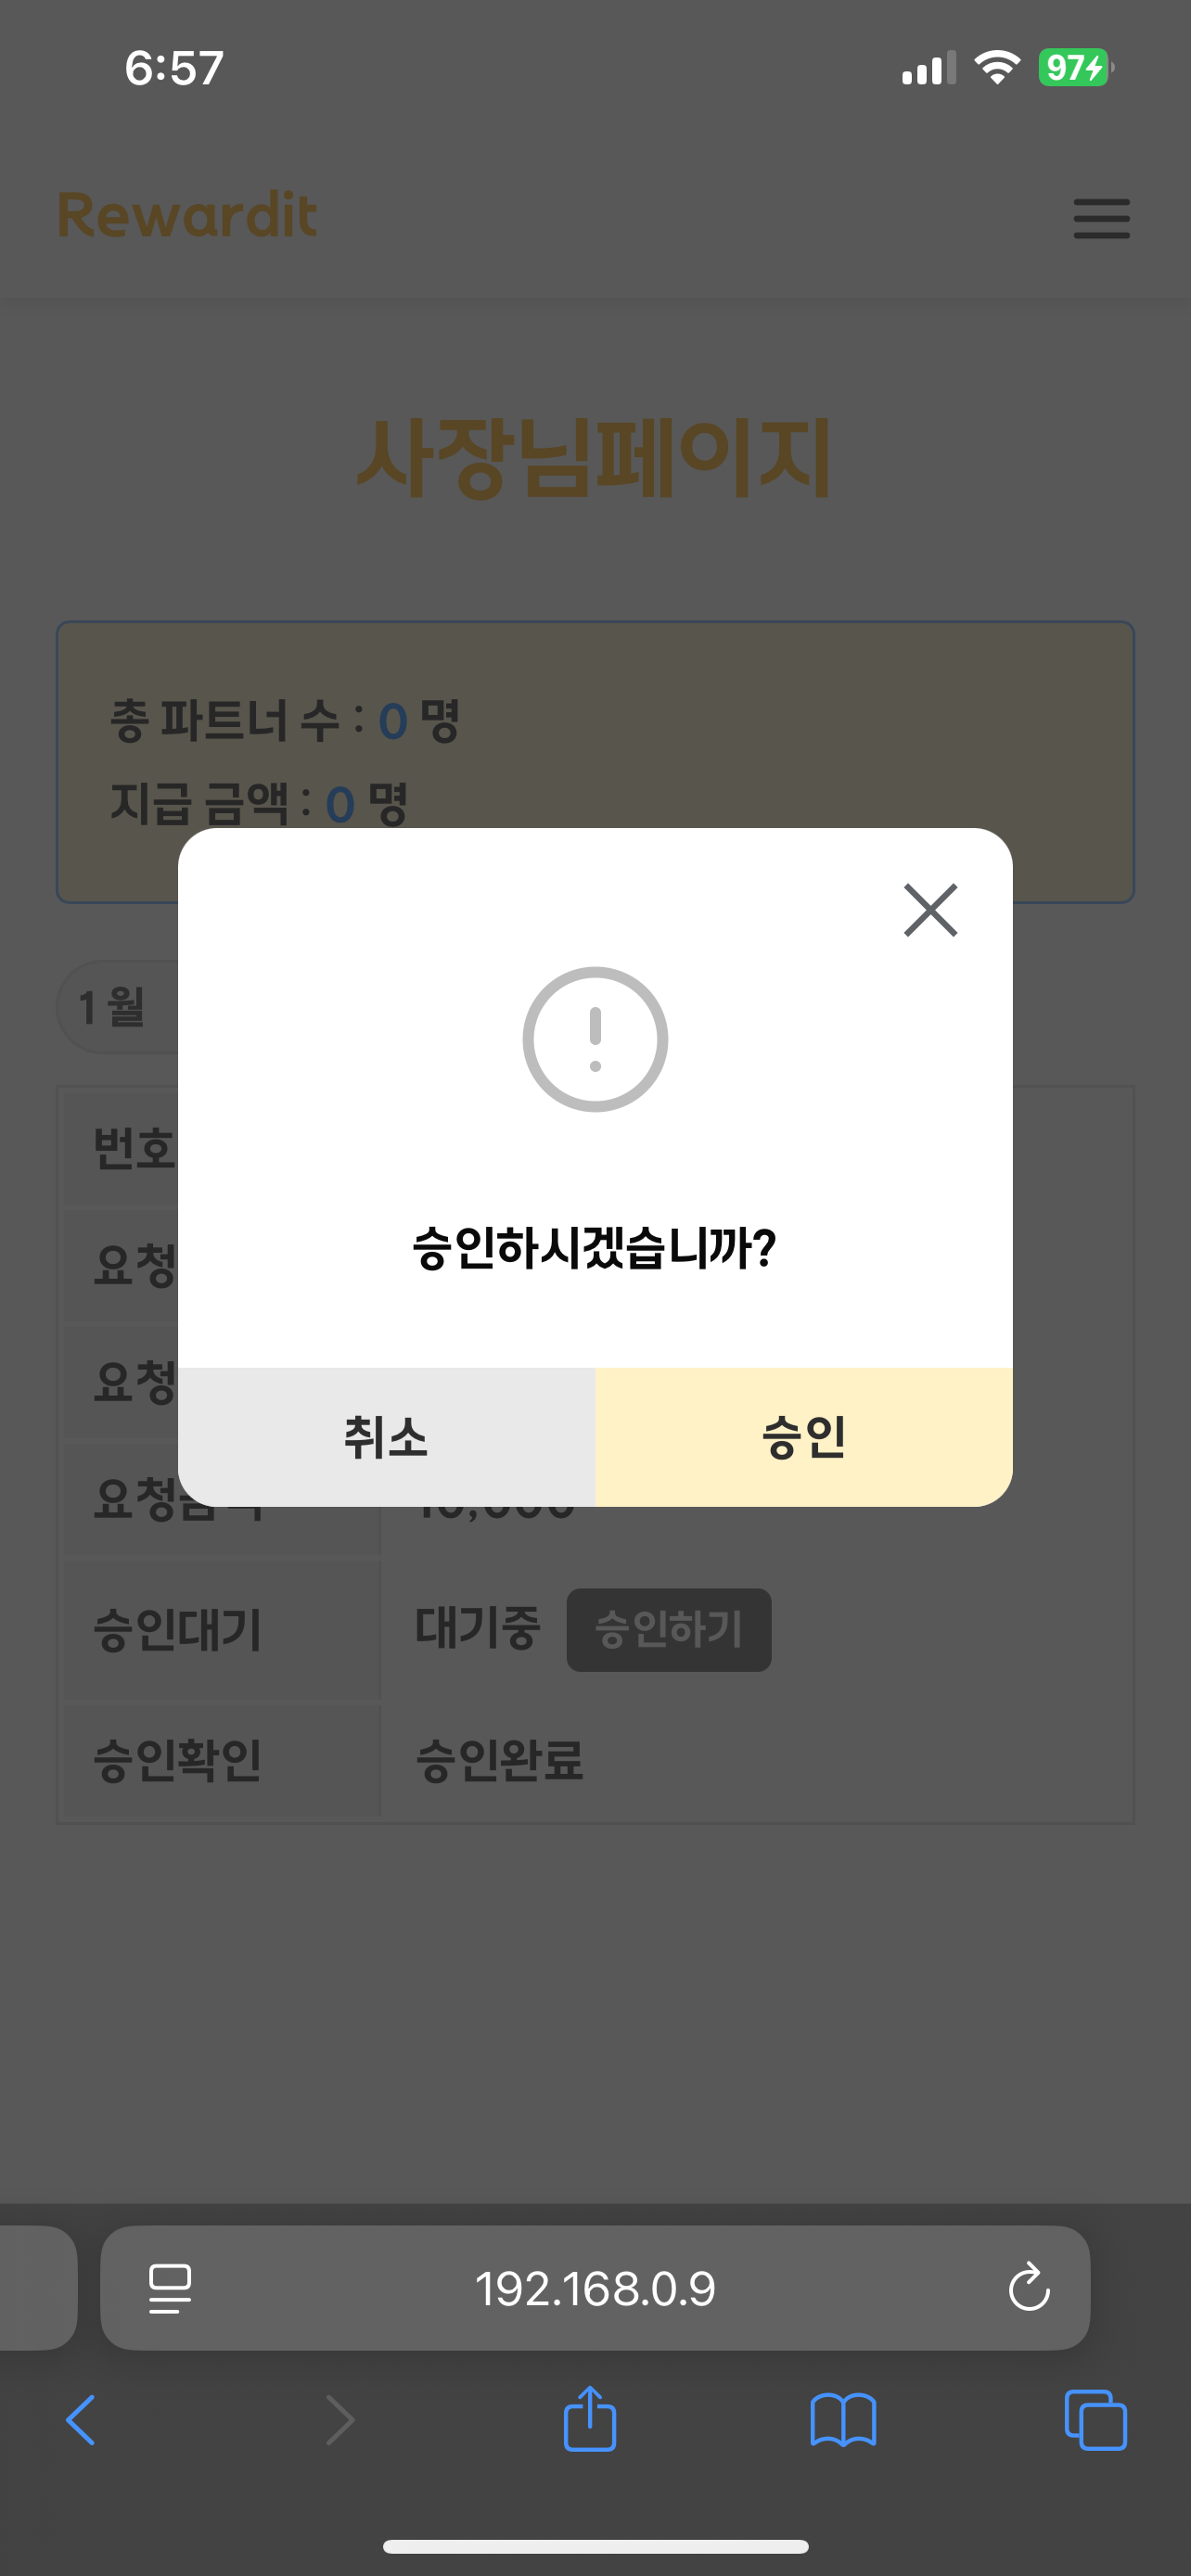 6:57
97
Rewardit
사장님페이지
총 파트너 수 : 0 명
지급 금액 : 0 명
1 월
번호
요청
승인하시겠습니까?
요청
취소 승인
요청금액
승인대기 대기중 승인하기
승인확인 승인완료
192.168.0.9